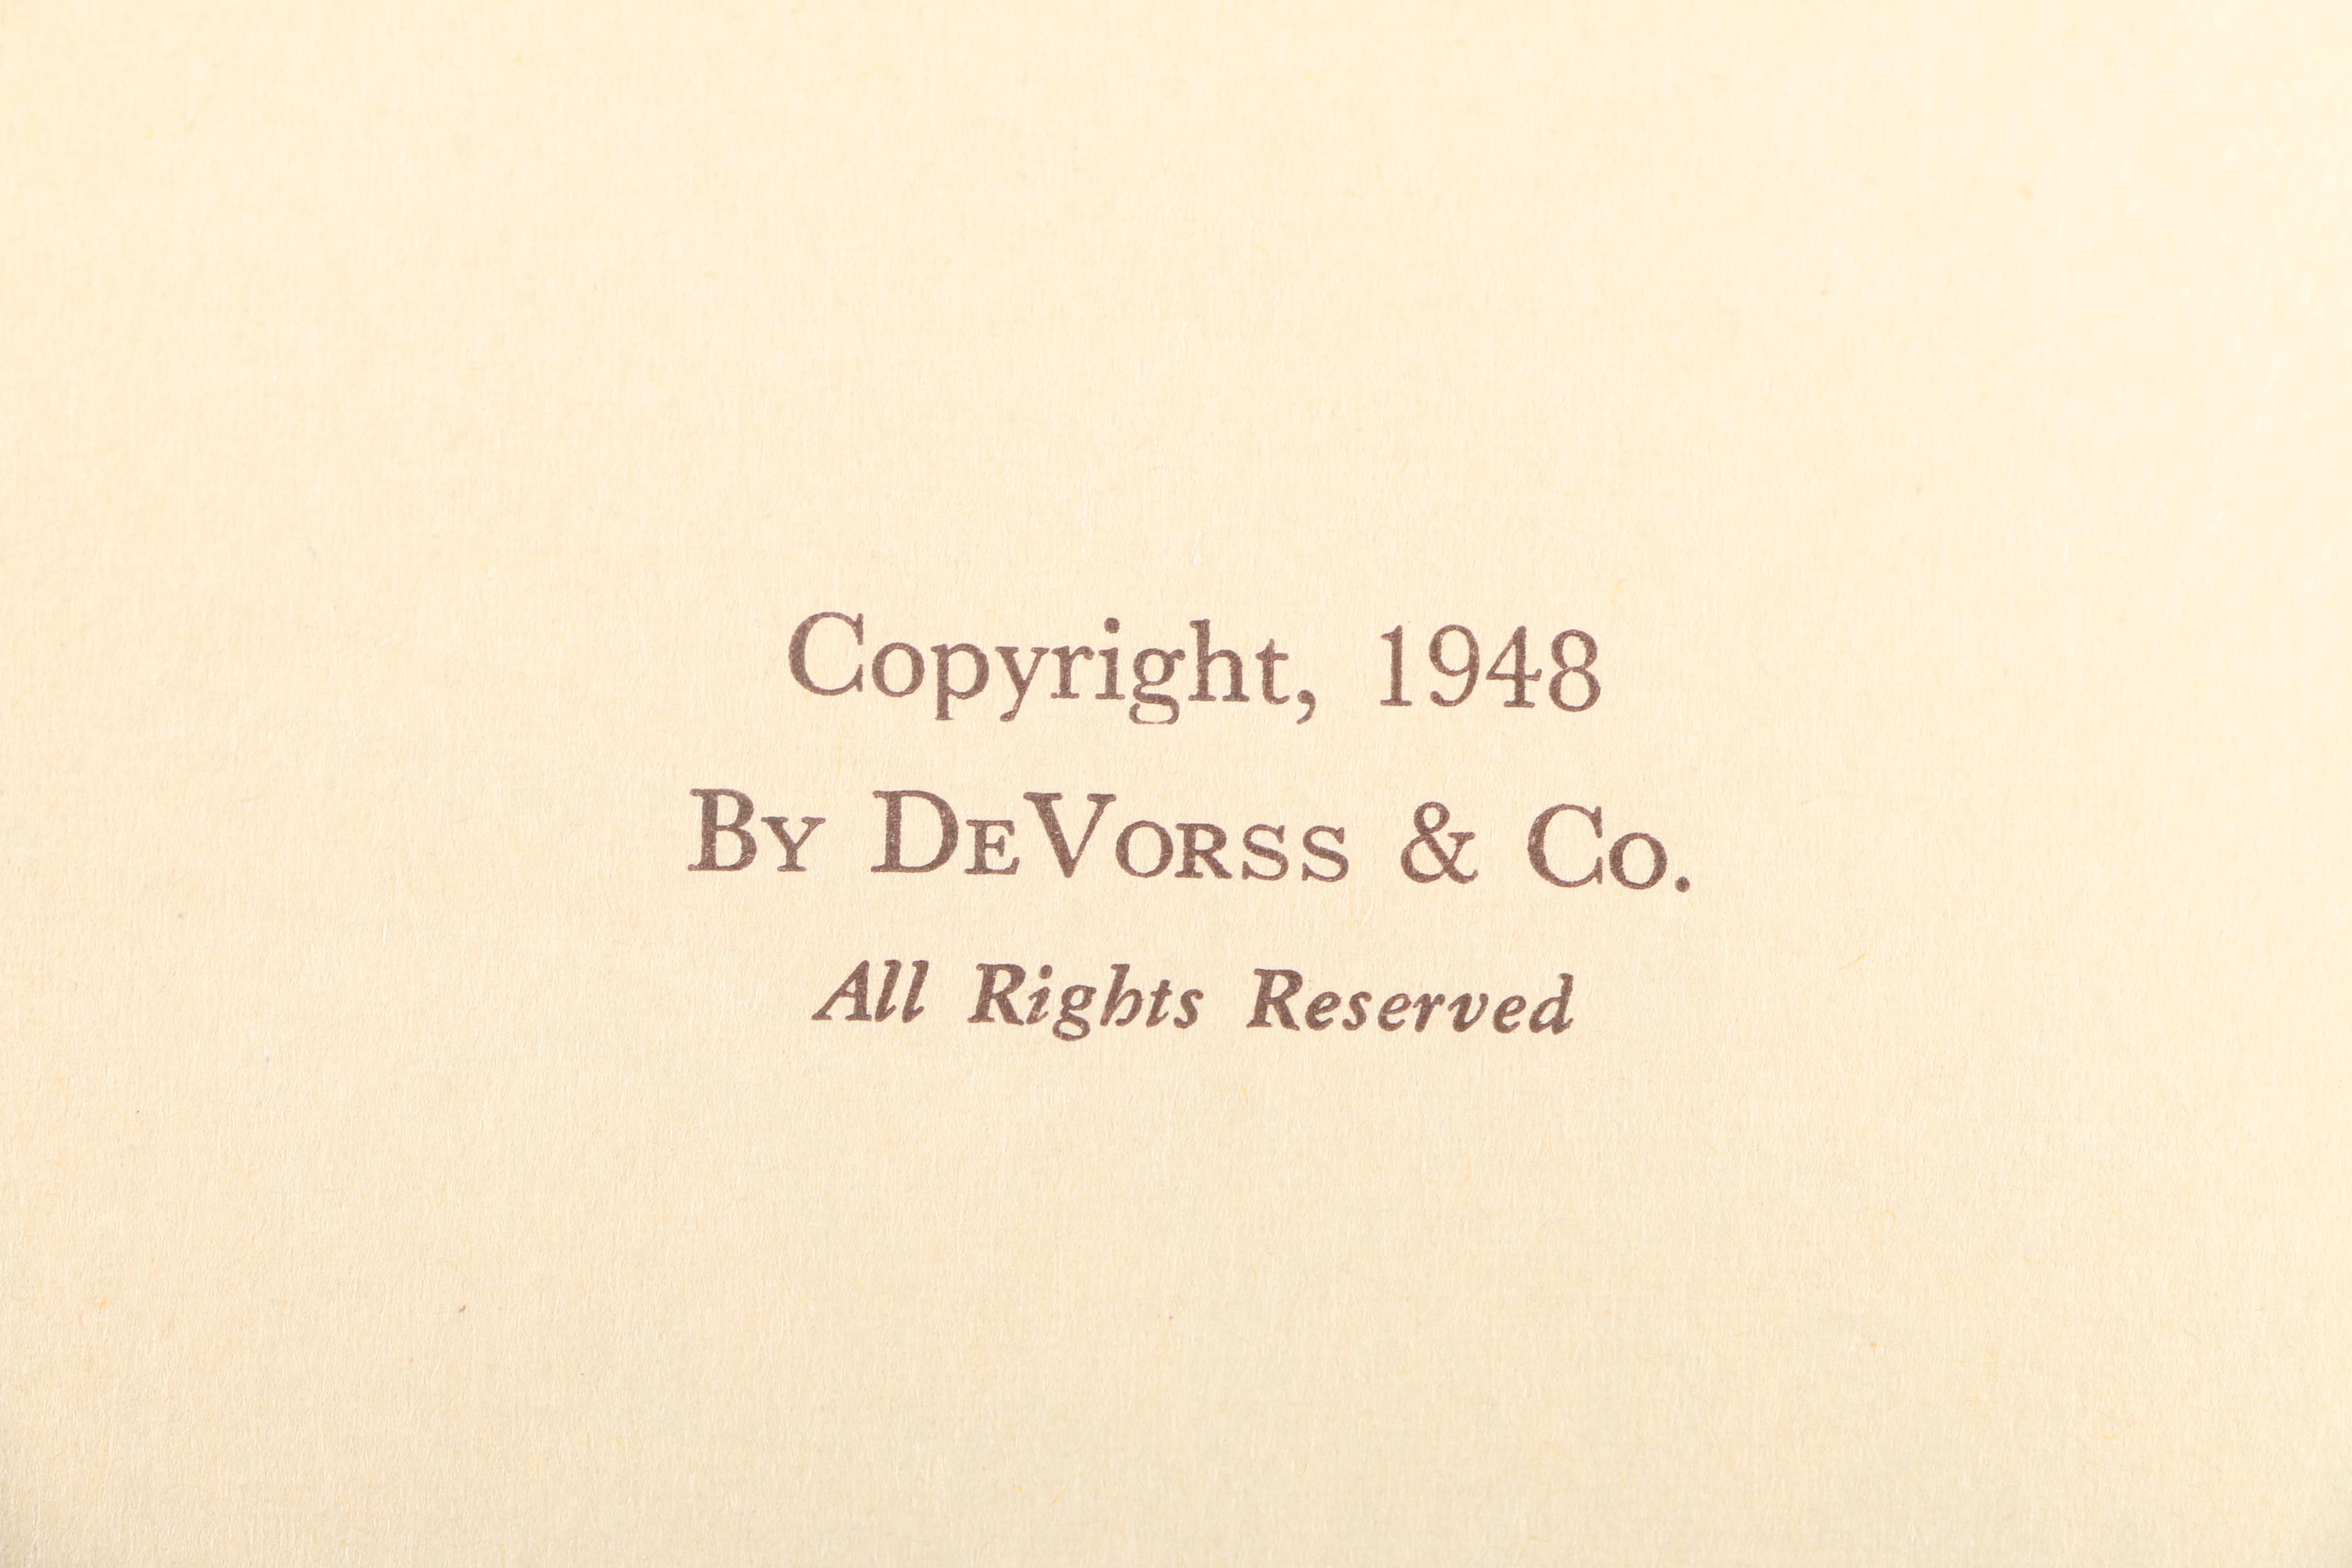 Copyright, 1948
By DeVorss & Co.
All Rights Reserved